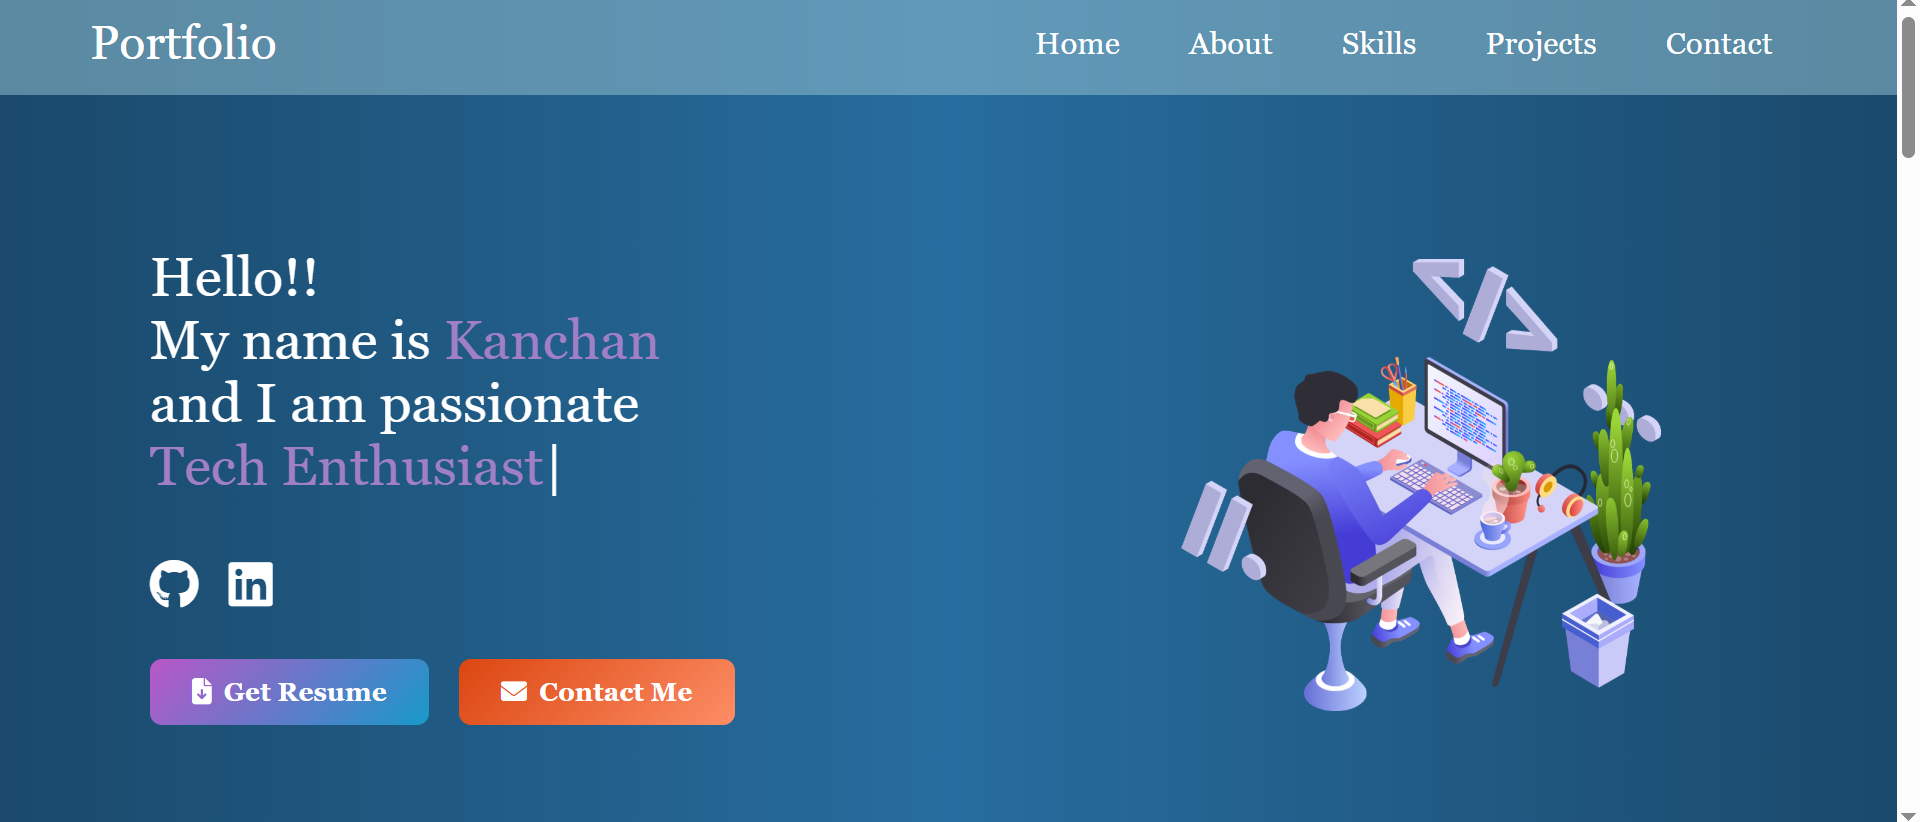 Portfolio
Home About Skills Projects Contact
Hello!!
My name is Kanchan
and I am passionate
Tech Enthusiast|
in
Get Resume
Contact Me